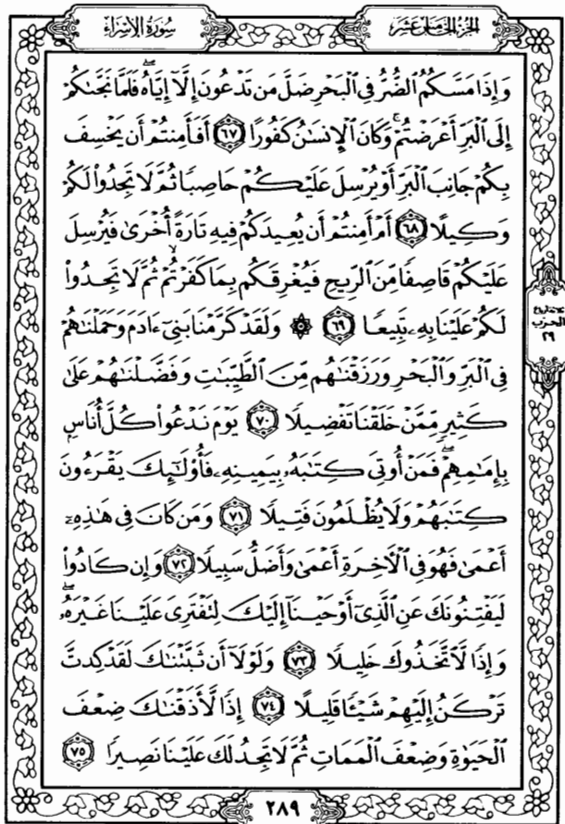 الجزء الخامس عشر
سورة الإسراء
وَإِذَا مَسَّكُمُ ٱلضُّرُّ فِى ٱلْبَحْرِ ضَلَّ مَن تَدْعُونَ إِلَّآ إِيَّاهُ ۖ فَلَمَّا نَجَّىٰكُمْ
إِلَى ٱلْبَرِّ أَعْرَضْتُمْ ۚ وَكَانَ ٱلْإِنسَٰنُ كَفُورًا ٦٧ أَفَأَمِنتُمْ أَن يَخْسِفَ
بِكُمْ جَانِبَ ٱلْبَرِّ أَوْ يُرْسِلَ عَلَيْكُمْ حَاصِبًا ثُمَّ لَا تَجِدُوا۟ لَكُمْ
وَكِيلًا ٦٨ أَمْ أَمِنتُمْ أَن يُعِيدَكُمْ فِيهِ تَارَةً أُخْرَىٰ فَيُرْسِلَ
عَلَيْكُمْ قَاصِفًا مِّنَ ٱلرِّيحِ فَيُغْرِقَكُم بِمَا كَفَرْتُمْ ۙ ثُمَّ لَا تَجِدُوا۟
لَكُمْ عَلَيْنَا بِهِۦ تَبِيعًا ٦٩ ۞ وَلَقَدْ كَرَّمْنَا بَنِىٓ ءَادَمَ وَحَمَلْنَٰهُمْ
فِى ٱلْبَرِّ وَٱلْبَحْرِ وَرَزَقْنَٰهُم مِّنَ ٱلطَّيِّبَٰتِ وَفَضَّلْنَٰهُمْ عَلَىٰ
كَثِيرٍ مِّمَّنْ خَلَقْنَا تَفْضِيلًا ٧٠ يَوْمَ نَدْعُوا۟ كُلَّ أُنَاسٍۭ
بِإِمَٰمِهِمْ ۖ فَمَنْ أُوتِىَ كِتَٰبَهُۥ بِيَمِينِهِۦ فَأُو۟لَٰٓئِكَ يَقْرَءُونَ
كِتَٰبَهُمْ وَلَا يُظْلَمُونَ فَتِيلًا ٧١ وَمَن كَانَ فِى هَٰذِهِۦٓ
أَعْمَىٰ فَهُوَ فِى ٱلْءَاخِرَةِ أَعْمَىٰ وَأَضَلُّ سَبِيلًا ٧٢ وَإِن كَادُوا۟
لَيَفْتِنُونَكَ عَنِ ٱلَّذِىٓ أَوْحَيْنَآ إِلَيْكَ لِتَفْتَرِىَ عَلَيْنَا غَيْرَهُۥ ۖ
وَإِذًا لَّٱتَّخَذُوكَ خَلِيلًا ٧٣ وَلَوْلَآ أَن ثَبَّتْنَٰكَ لَقَدْ كِدتَّ
تَرْكَنُ إِلَيْهِمْ شَيْـًٔا قَلِيلًا ٧٤ إِذًا لَّأَذَقْنَٰكَ ضِعْفَ
ٱلْحَيَوٰةِ وَضِعْفَ ٱلْمَمَاتِ ثُمَّ لَا تَجِدُ لَكَ عَلَيْنَا نَصِيرًا ٧٥
الحزب
٢٩
٢٨٩